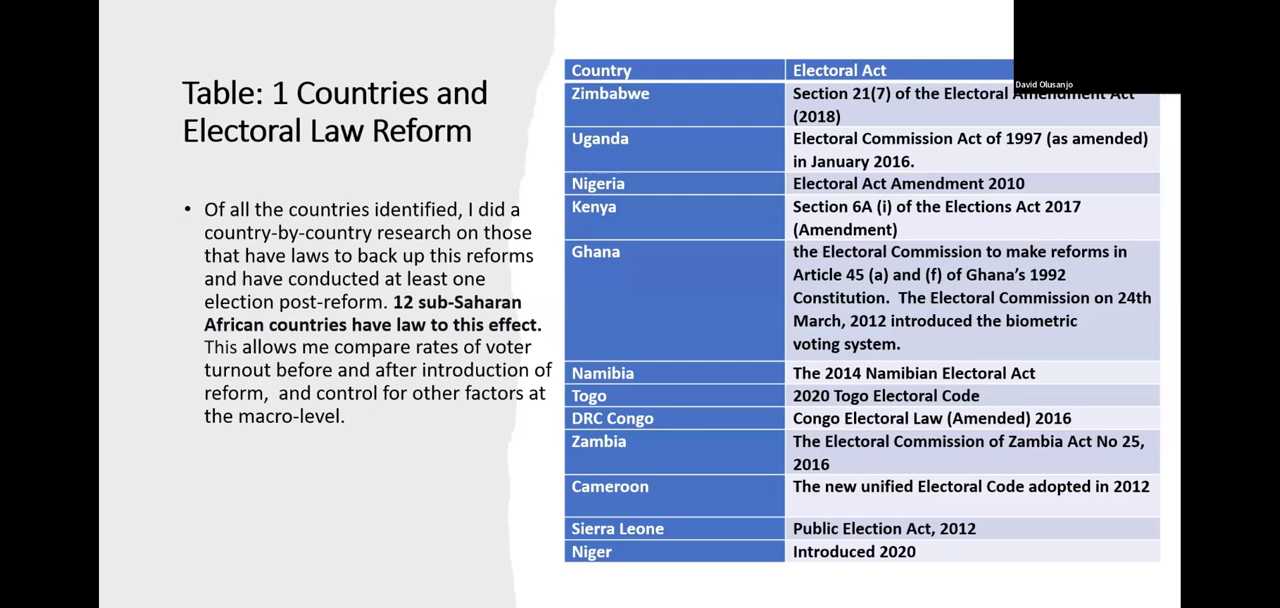 Table: 1 Countries and
Electoral Law Reform
• Of all the countries identified, I did a
country-by-country research on those
that have laws to back up this reforms
and have conducted at least one
election post-reform. 12 sub-Saharan
African countries have law to this effect.
This allows me compare rates of voter
turnout before and after introduction of
reform, and control for other factors at
the macro-level.
Country Electoral Act
David Olusanjo
Zimbabwe Section 21(7) of the Electoral Amendment Act
(2018)
Uganda Electoral Commission Act of 1997 (as amended)
in January 2016.
Nigeria Electoral Act Amendment 2010
Kenya Section 6A (i) of the Elections Act 2017
(Amendment)
Ghana the Electoral Commission to make reforms in
Article 45 (a) and (f) of Ghana’s 1992
Constitution. The Electoral Commission on 24th
March, 2012 introduced the biometric
voting system.
Namibia The 2014 Namibian Electoral Act
Togo 2020 Togo Electoral Code
DRC Congo Congo Electoral Law (Amended) 2016
Zambia The Electoral Commission of Zambia Act No 25,
2016
Cameroon The new unified Electoral Code adopted in 2012
Sierra Leone Public Election Act, 2012
Niger Introduced 2020